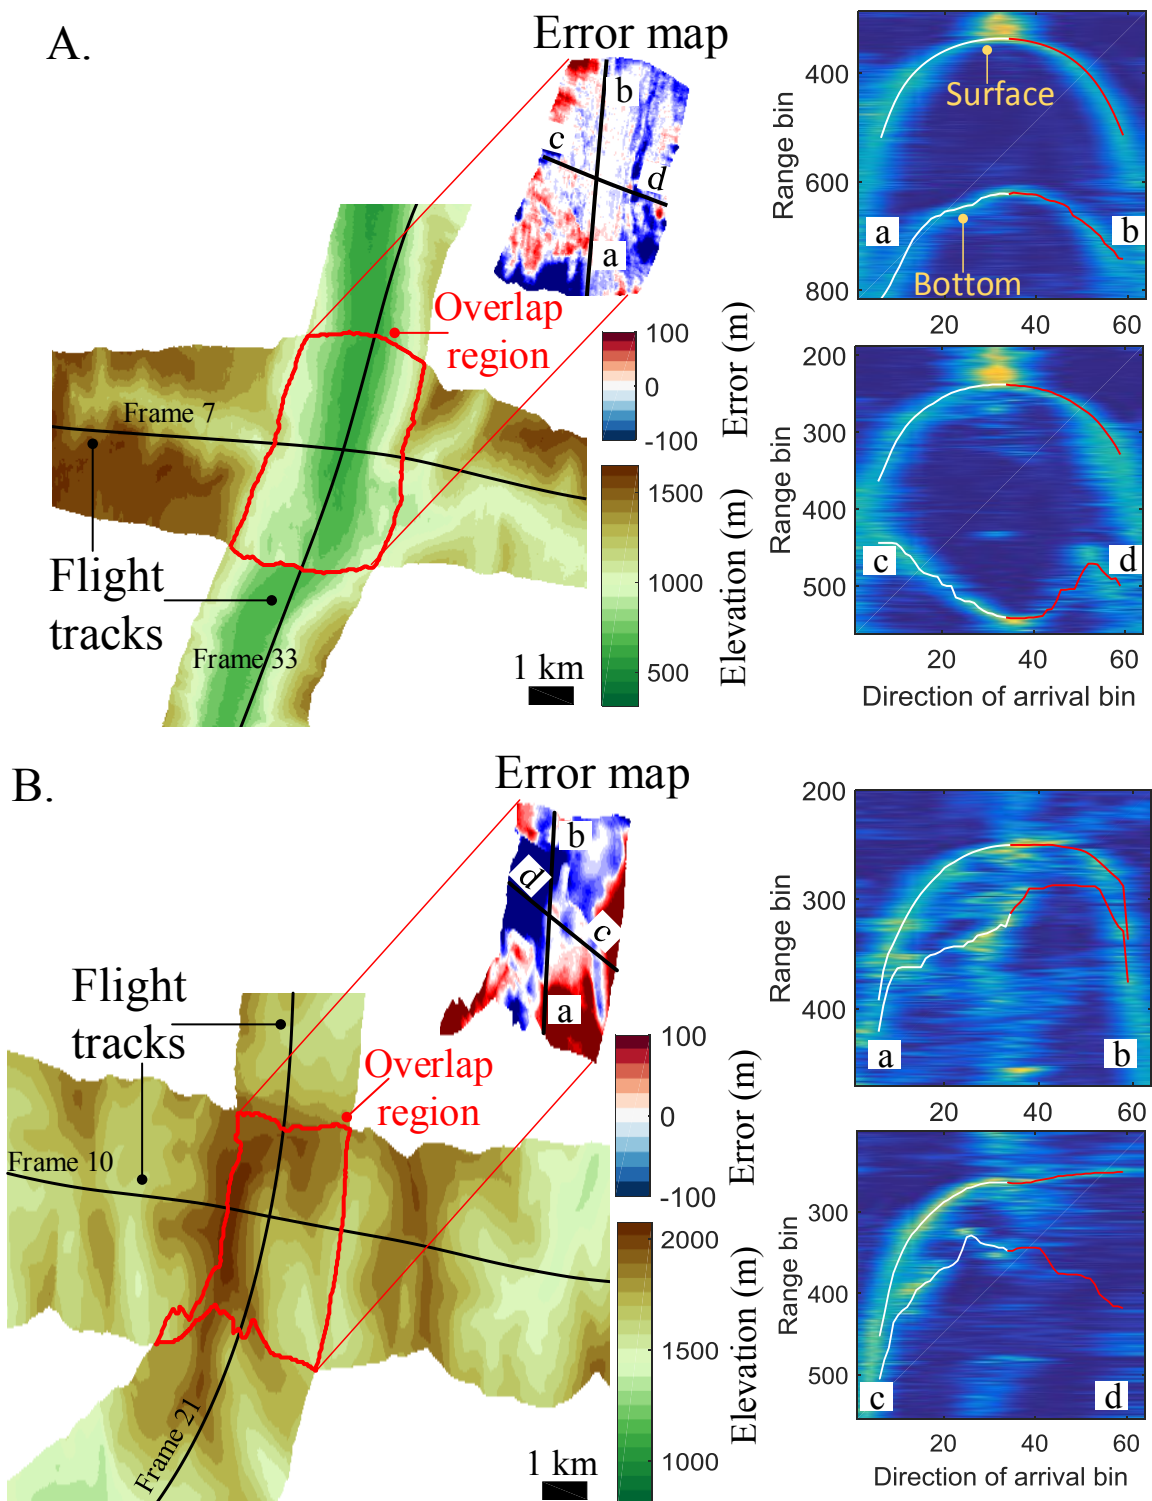 A.
Error map
b
c
d
a
Overlap
region
Frame 7
Flight
tracks
Frame 33
1 km
100
0
-100
Error (m)
1500
1000
500
Elevation (m)
400
600
800
Range bin
Surface
Bottom
a
b
20
40
60
200
300
400
500
Range bin
c
d
20
40
60
Direction of arrival bin
B.
Error map
b
d
c
a
Flight
tracks
Overlap
region
Frame 10
Frame 21
1 km
100
0
-100
Error (m)
2000
1500
1000
Elevation (m)
200
300
400
Range bin
a
b
20
40
60
300
400
500
Range bin
c
d
20
40
60
Direction of arrival bin